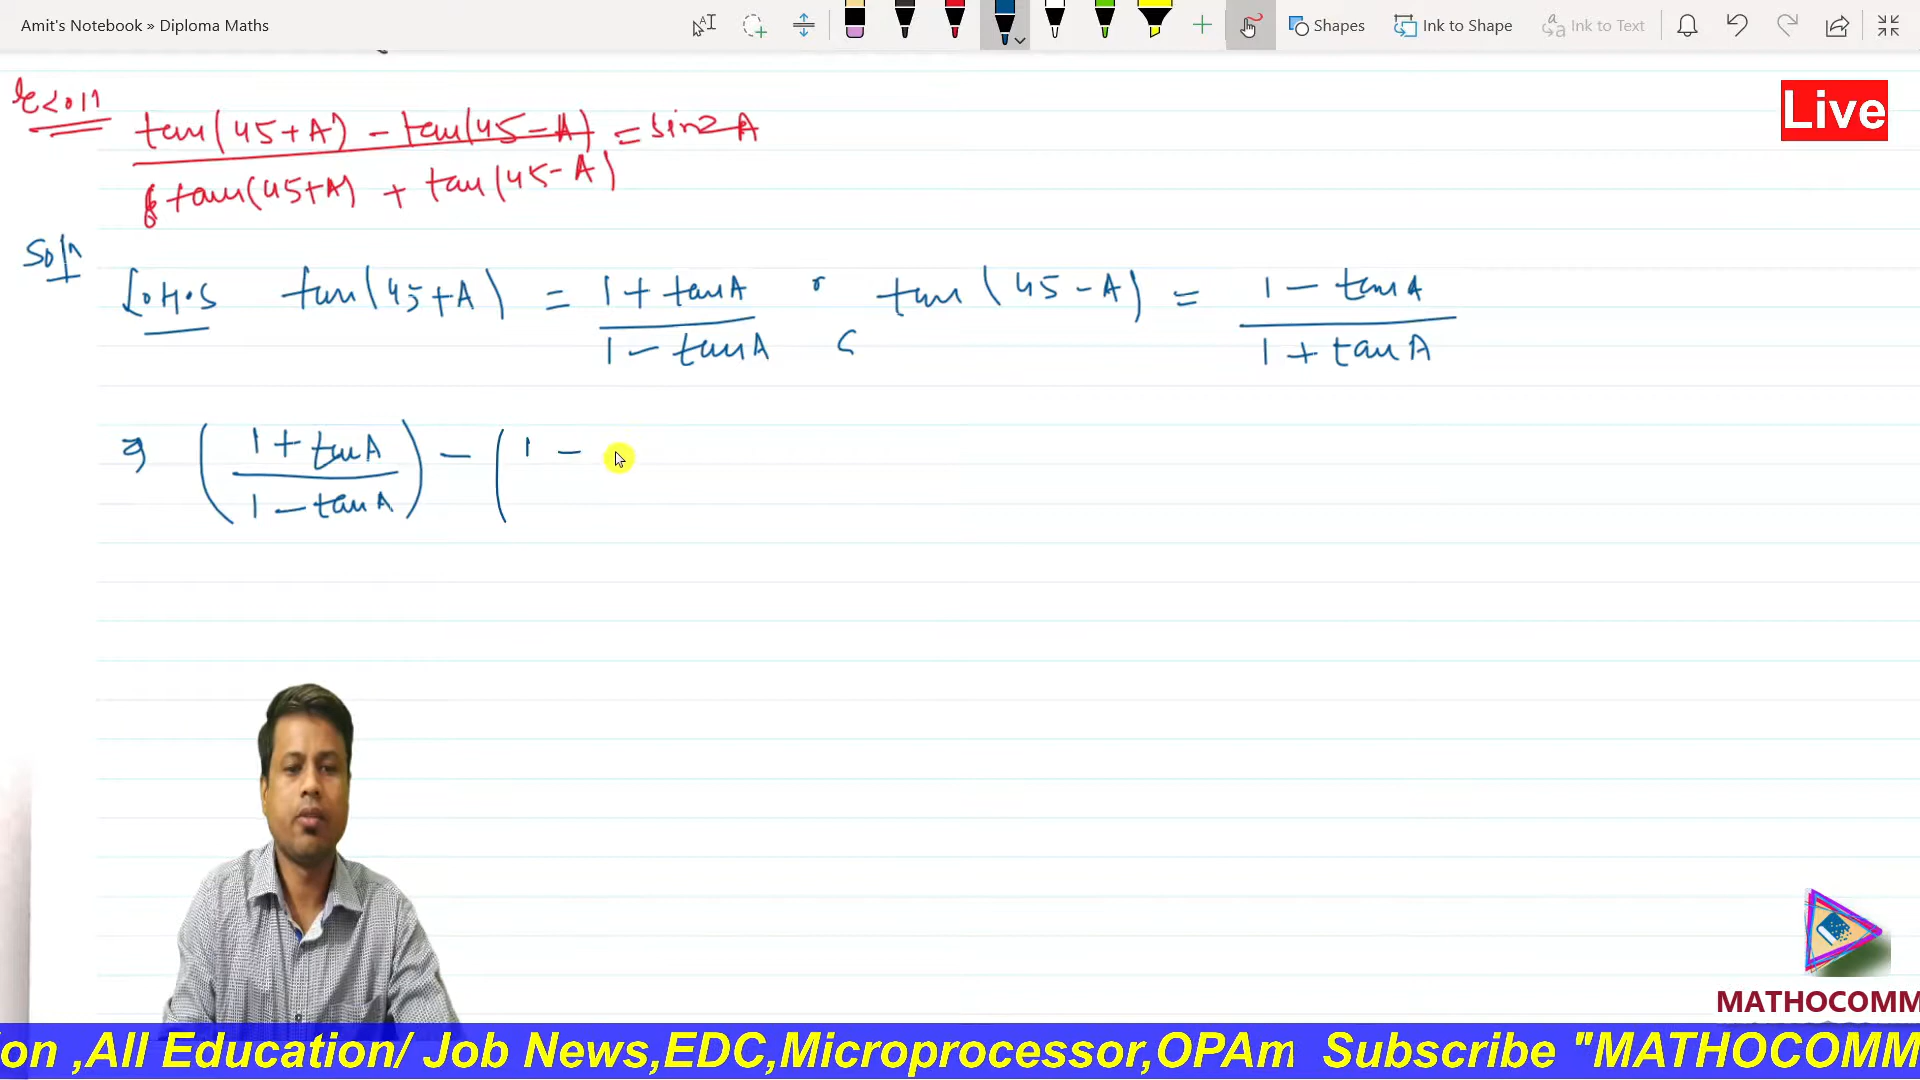 Amit's Notebook » Diploma Maths
Shapes
Ink to Shape
Ink to Text
Live
tan(45+A) - tan(45-A) = sin2A
tan(45+A) + tan(45-A)
Soln
L.H.S tan(45+A) = 1 + tanA tan(45-A) = 1 - tanA
1 - tanA 1 + tanA
⇒ (1 + tanA) - (1 -
1 - tanA
MATHOCOMM
ion ,All Education/ Job News,EDC,Microprocessor,OPAm Subscribe "MATHOCOMM